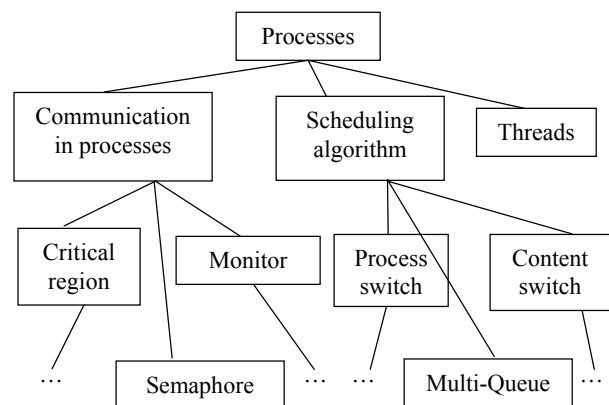 Processes
Communication
in processes
Scheduling
algorithm
Threads
Critical
region
Monitor
Process
switch
Content
switch
...
Semaphore
...
...
Multi-Queue
...